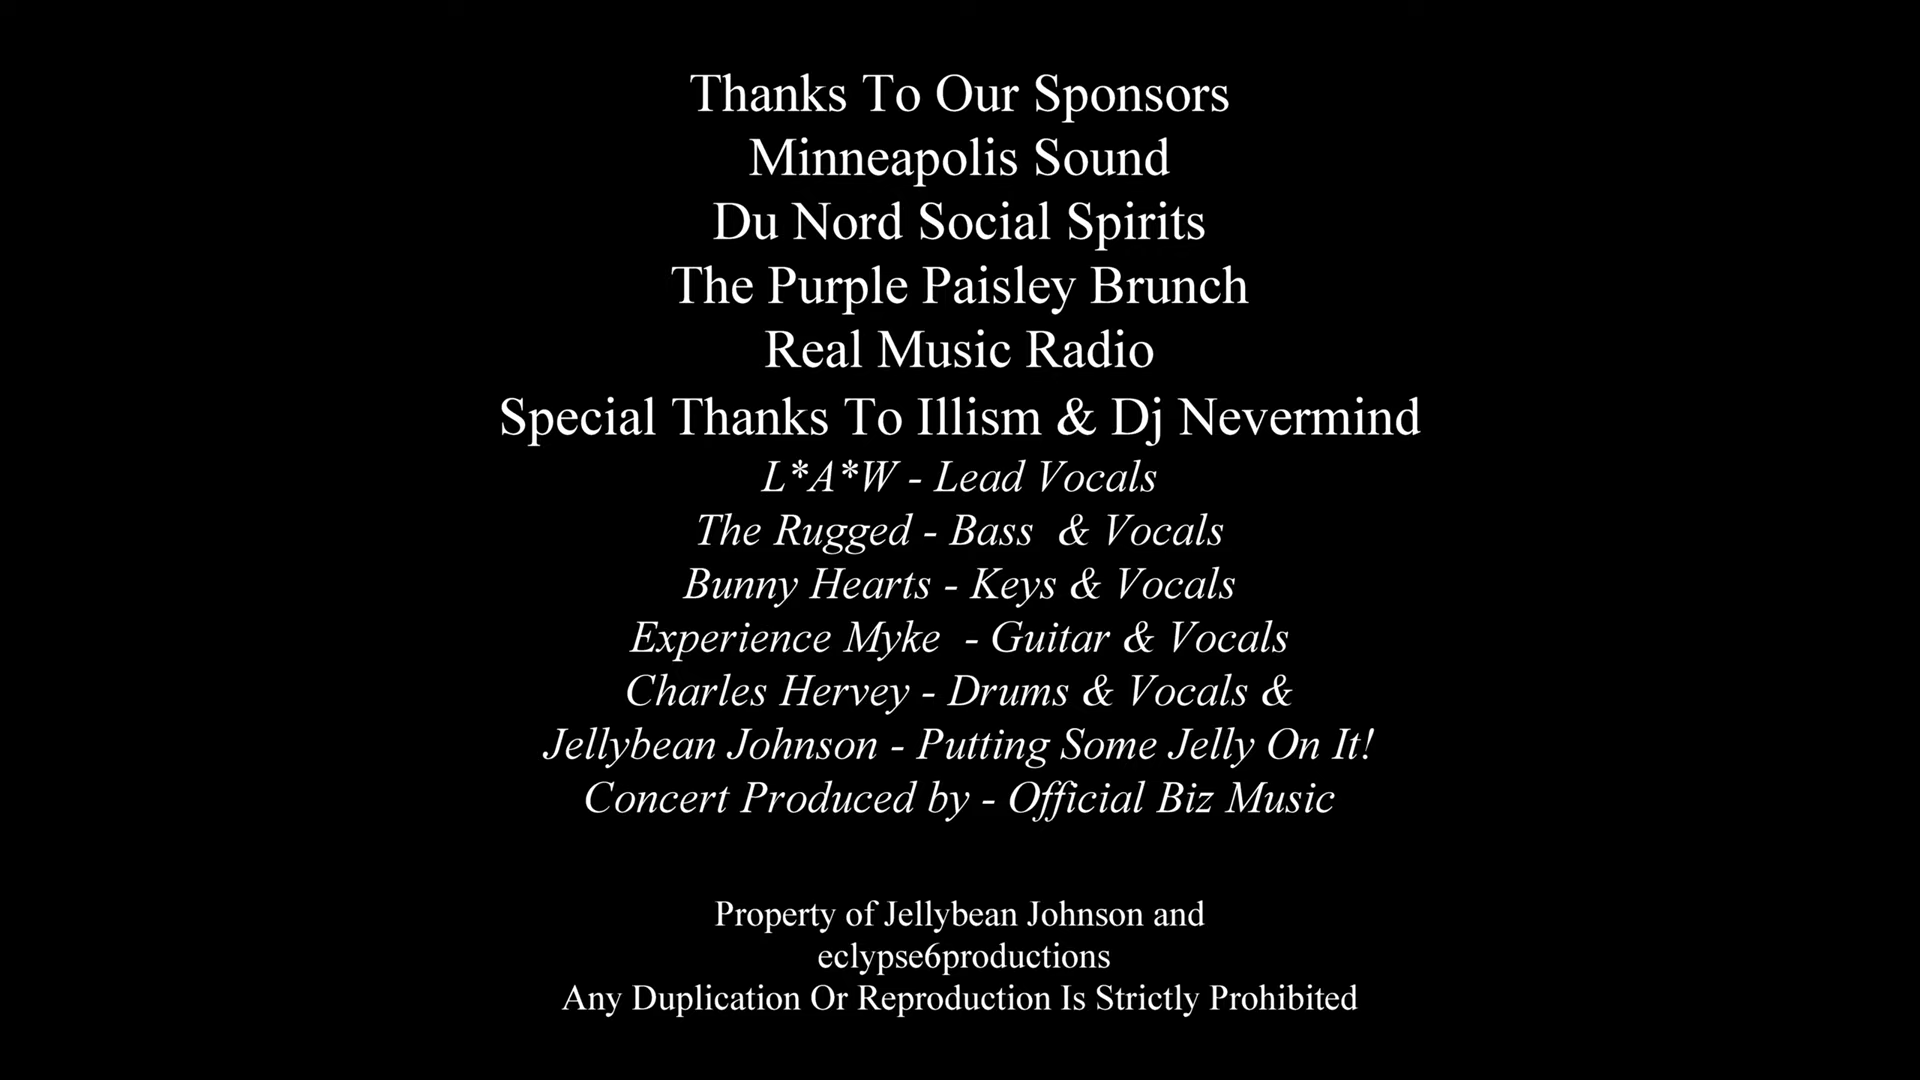 Thanks To Our Sponsors
Minneapolis Sound
Du Nord Social Spirits
The Purple Paisley Brunch
Real Music Radio
Special Thanks To Illism & Dj Nevermind
L*A*W - Lead Vocals
The Rugged - Bass  & Vocals
Bunny Hearts - Keys & Vocals
Experience Myke  - Guitar & Vocals
Charles Hervey - Drums & Vocals &
Jellybean Johnson - Putting Some Jelly On It!
Concert Produced by - Official Biz Music
Property of Jellybean Johnson and
eclypse6productions
Any Duplication Or Reproduction Is Strictly Prohibited